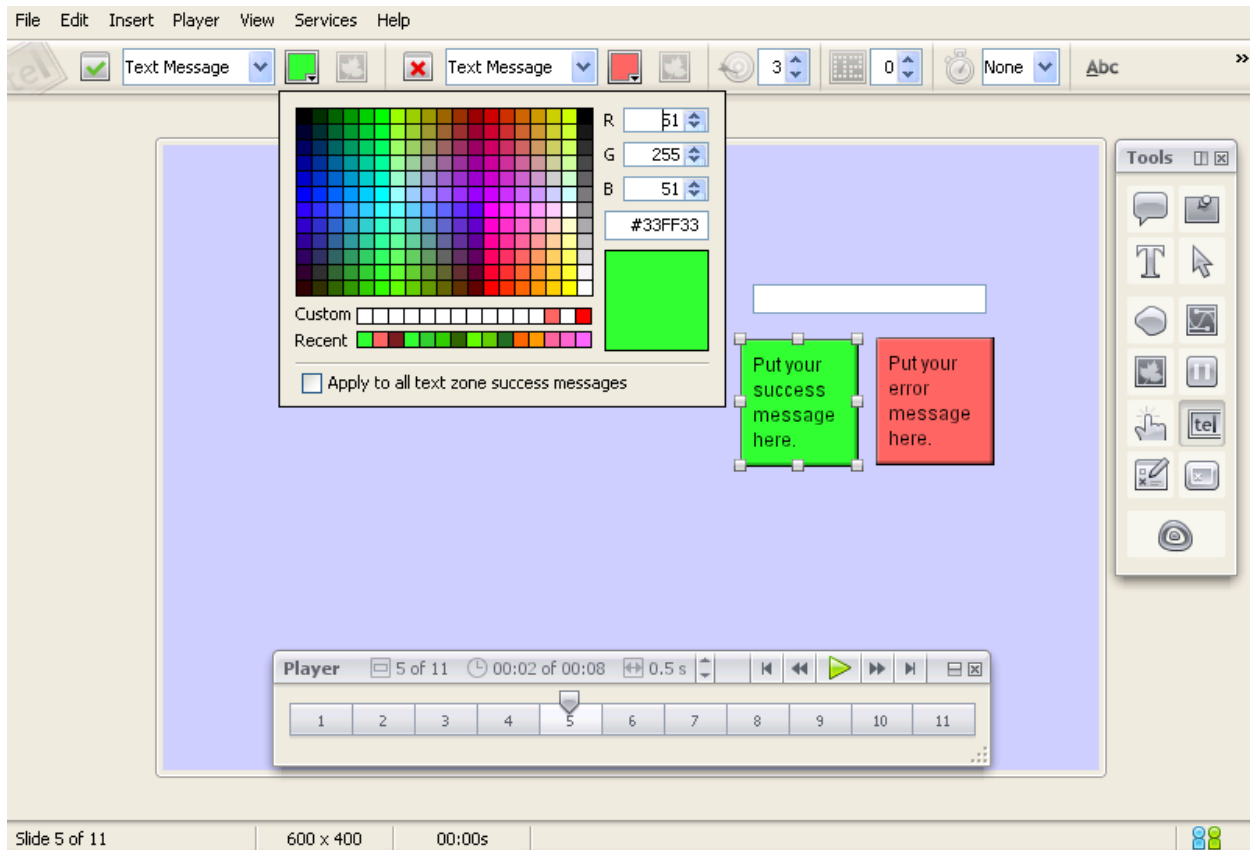 File Edit Insert Player View Services Help
tel Text Message Text Message 3 0 None Abc »
R 51
G 255
B 51
#33FF33
Custom
Recent
Apply to all text zone success messages
Tools
T
tel
Put your
success
message
here.
Put your
error
message
here.
Player 5 of 11 00:02 of 00:08 0.5 s
1 2 3 4 5 6 7 8 9 10 11
Slide 5 of 11 600 x 400 00:00s